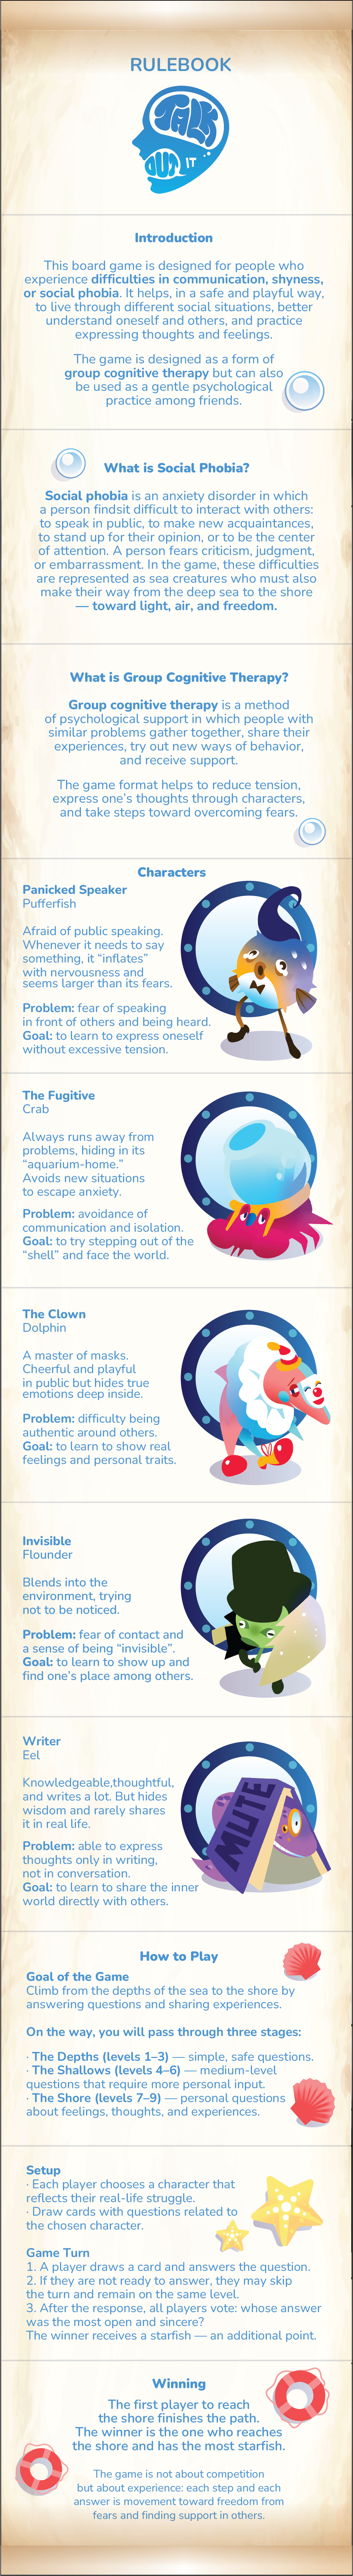 RULEBOOK
TALK
OUT IT
Introduction
This board game is designed for people who
experience difficulties in communication, shyness,
or social phobia. It helps, in a safe and playful way,
to live through different social situations, better
understand oneself and others, and practice
expressing thoughts and feelings.
The game is designed as a form of
group cognitive therapy but can also
be used as a gentle psychological
practice among friends.
What is Social Phobia?
Social phobia is an anxiety disorder in which
a person findsit difficult to interact with others:
to speak in public, to make new acquaintances,
to stand up for their opinion, or to be the center
of attention. A person fears criticism, judgment,
or embarrassment. In the game, these difficulties
are represented as sea creatures who must also
make their way from the deep sea to the shore
— toward light, air, and freedom.
What is Group Cognitive Therapy?
Group cognitive therapy is a method
of psychological support in which people with
similar problems gather together, share their
experiences, try out new ways of behavior,
and receive support.
The game format helps to reduce tension,
express one's thoughts through characters,
and take steps toward overcoming fears.
Characters
Panicked Speaker
Pufferfish
Afraid of public speaking.
Whenever it needs to say
something, it “inflates”
with nervousness and
seems larger than its fears.
Problem: fear of speaking
in front of others and being heard.
Goal: to learn to express oneself
without excessive tension.
The Fugitive
Crab
Always runs away from
problems, hiding in its
“aquarium-home.”
Avoids new situations
to escape anxiety.
Problem: avoidance of
communication and isolation.
Goal: to try stepping out of the
“shell” and face the world.
The Clown
Dolphin
A master of masks.
Cheerful and playful
in public but hides true
emotions deep inside.
Problem: difficulty being
authentic around others.
Goal: to learn to show real
feelings and personal traits.
Invisible
Flounder
Blends into the
environment, trying
not to be noticed.
Problem: fear of contact and
a sense of being “invisible”.
Goal: to learn to show up and
find one's place among others.
Writer
Eel
Knowledgeable,thoughtful,
and writes a lot. But hides
wisdom and rarely shares
it in real life.
Problem: able to express
thoughts only in writing,
not in conversation.
Goal: to learn to share the inner
world directly with others.
MUTE
How to Play
Goal of the Game
Climb from the depths of the sea to the shore by
answering questions and sharing experiences.
On the way, you will pass through three stages:
· The Depths (levels 1–3) — simple, safe questions.
· The Shallows (levels 4–6) — medium-level
questions that require more personal input.
· The Shore (levels 7–9) — personal questions
about feelings, thoughts, and experiences.
Setup
· Each player chooses a character that
reflects their real-life struggle.
· Draw cards with questions related to
the chosen character.
Game Turn
1. A player draws a card and answers the question.
2. If they are not ready to answer, they may skip
the turn and remain on the same level.
3. After the response, all players vote: whose answer
was the most open and sincere?
The winner receives a starfish — an additional point.
Winning
The first player to reach
the shore finishes the path.
The winner is the one who reaches
the shore and has the most starfish.
The game is not about competition
but about experience: each step and each
answer is movement toward freedom from
fears and finding support in others.